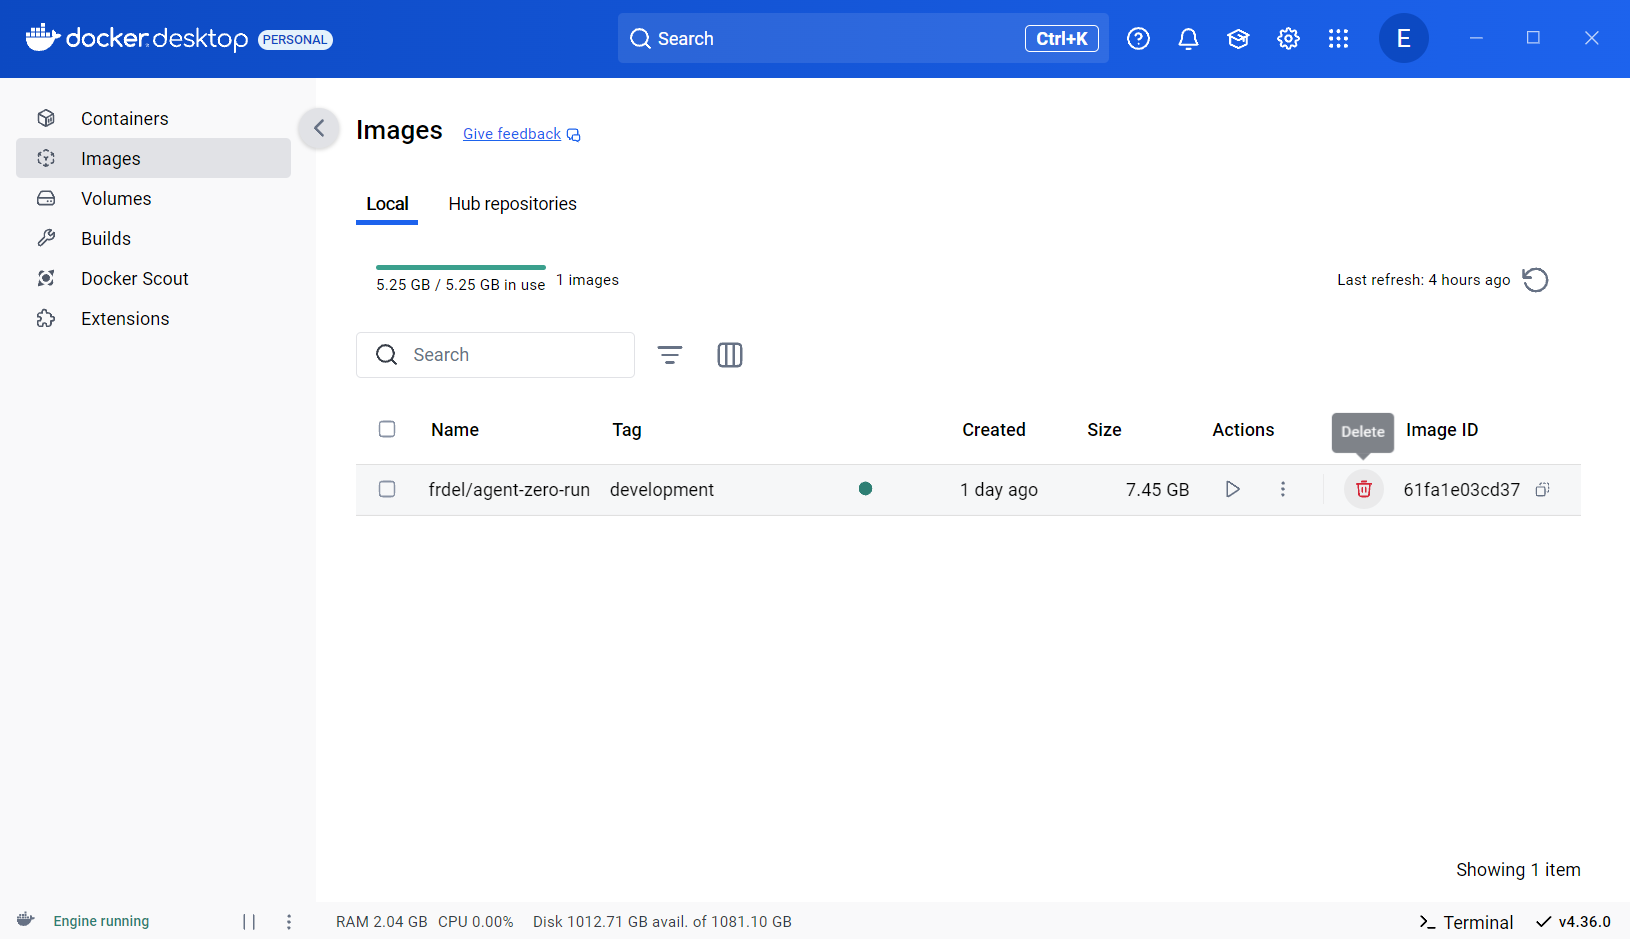 docker desktop PERSONAL
Search Ctrl+K
E
Containers
Images
Volumes
Builds
Docker Scout
Extensions
Images Give feedback
Local Hub repositories
5.25 GB / 5.25 GB in use 1 images
Last refresh: 4 hours ago
Search
Name Tag Created Size Actions Delete Image ID
frdel/agent-zero-run development 1 day ago 7.45 GB 61fa1e03cd37
Showing 1 item
Engine running RAM 2.04 GB CPU 0.00% Disk 1012.71 GB avail. of 1081.10 GB Terminal v4.36.0